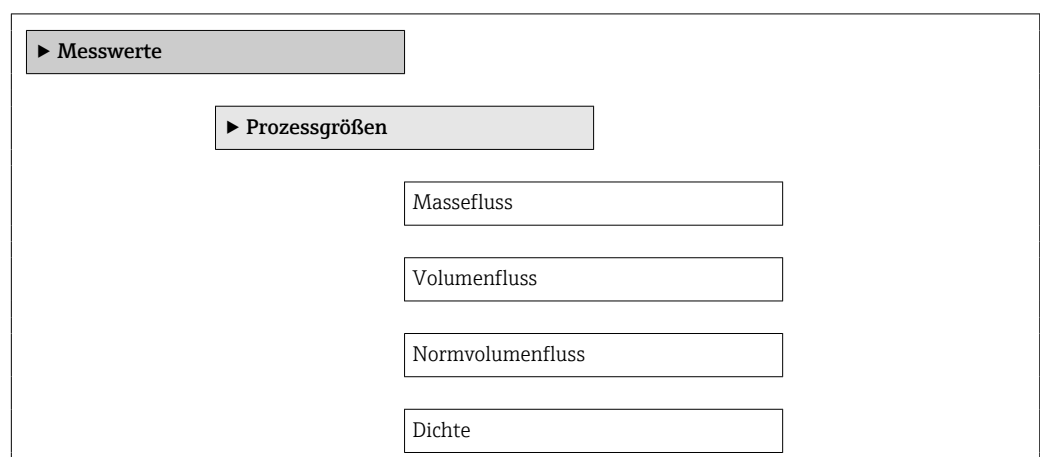 ▶ Messwerte
▶ Prozessgrößen
Massefluss
Volumenfluss
Normvolumenfluss
Dichte